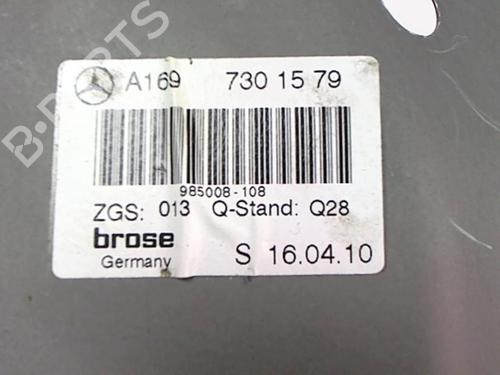 B-PARTS
A169 730 15 79
985008-108
ZGS: 013 Q-Stand: Q28
brose
Germany S 16.04.10